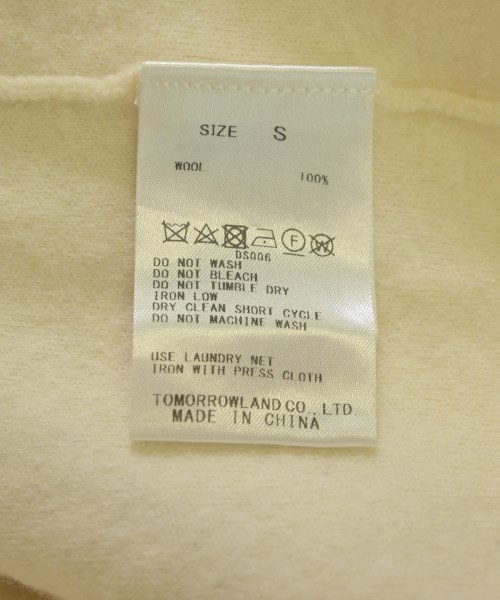 SIZE S
WOOL
100%
F W
DS006
DO NOT WASH
DO NOT BLEACH
DO NOT TUMBLE DRY
IRON LOW
DRY CLEAN SHORT CYCLE
DO NOT MACHINE WASH
USE LAUNDRY NET
IRON WITH PRESS CLOTH
TOMORROWLAND CO., LTD.
MADE IN CHINA